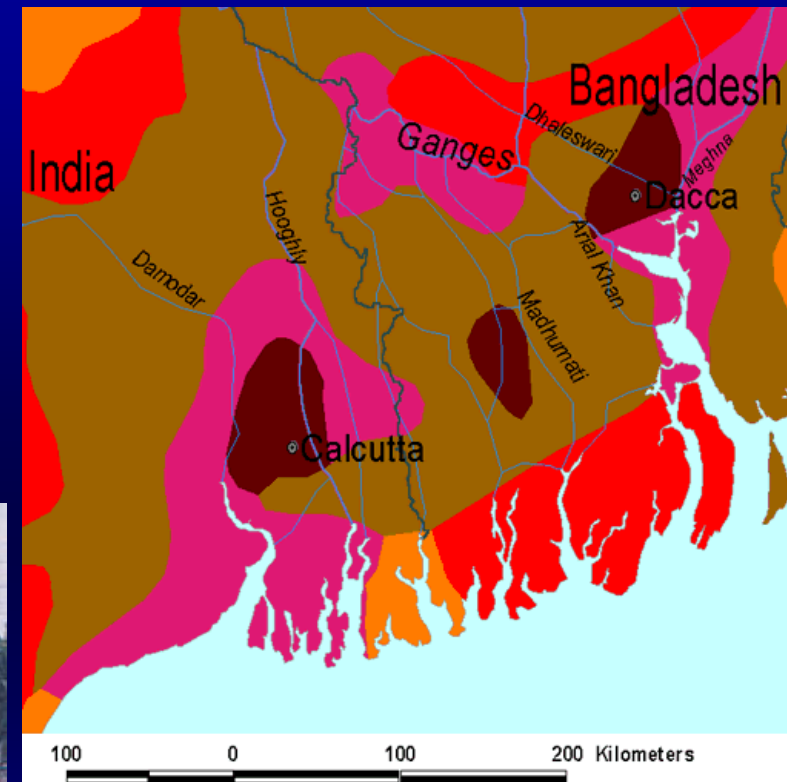 Bangladesh
Dhaleswari
Ganges
India
Meghna
Dacca
Hooghly
Arial Khan
Damodar
Madhumati
Calcutta
100 0 100 200 Kilometers